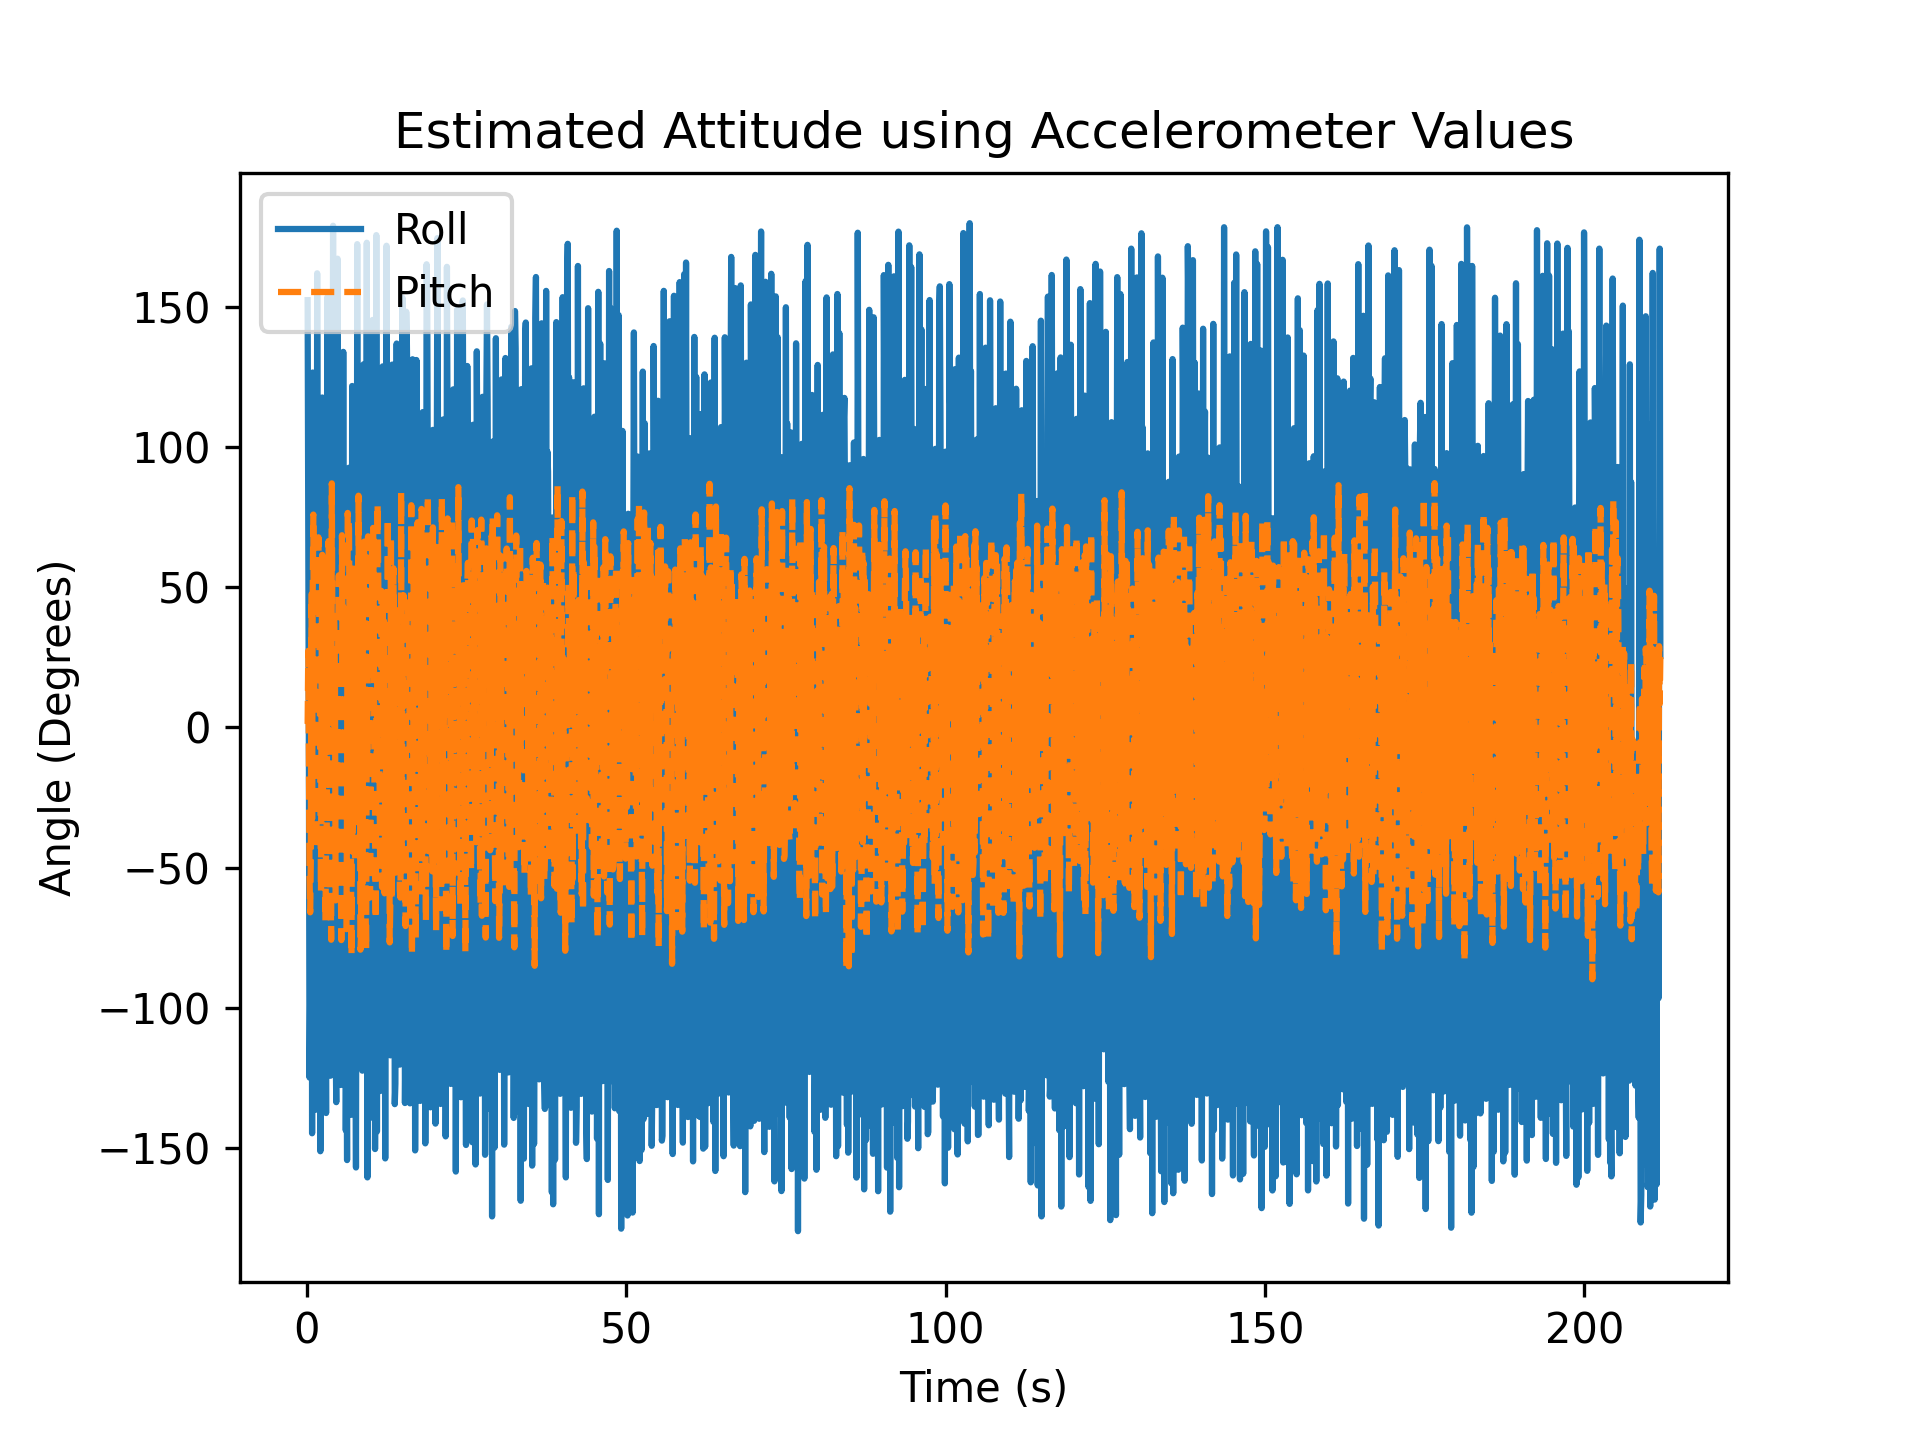 Estimated Attitude using Accelerometer Values
Roll
Pitch
150
100
50
0
−50
−100
−150
Angle (Degrees)
0 50 100 150 200
Time (s)